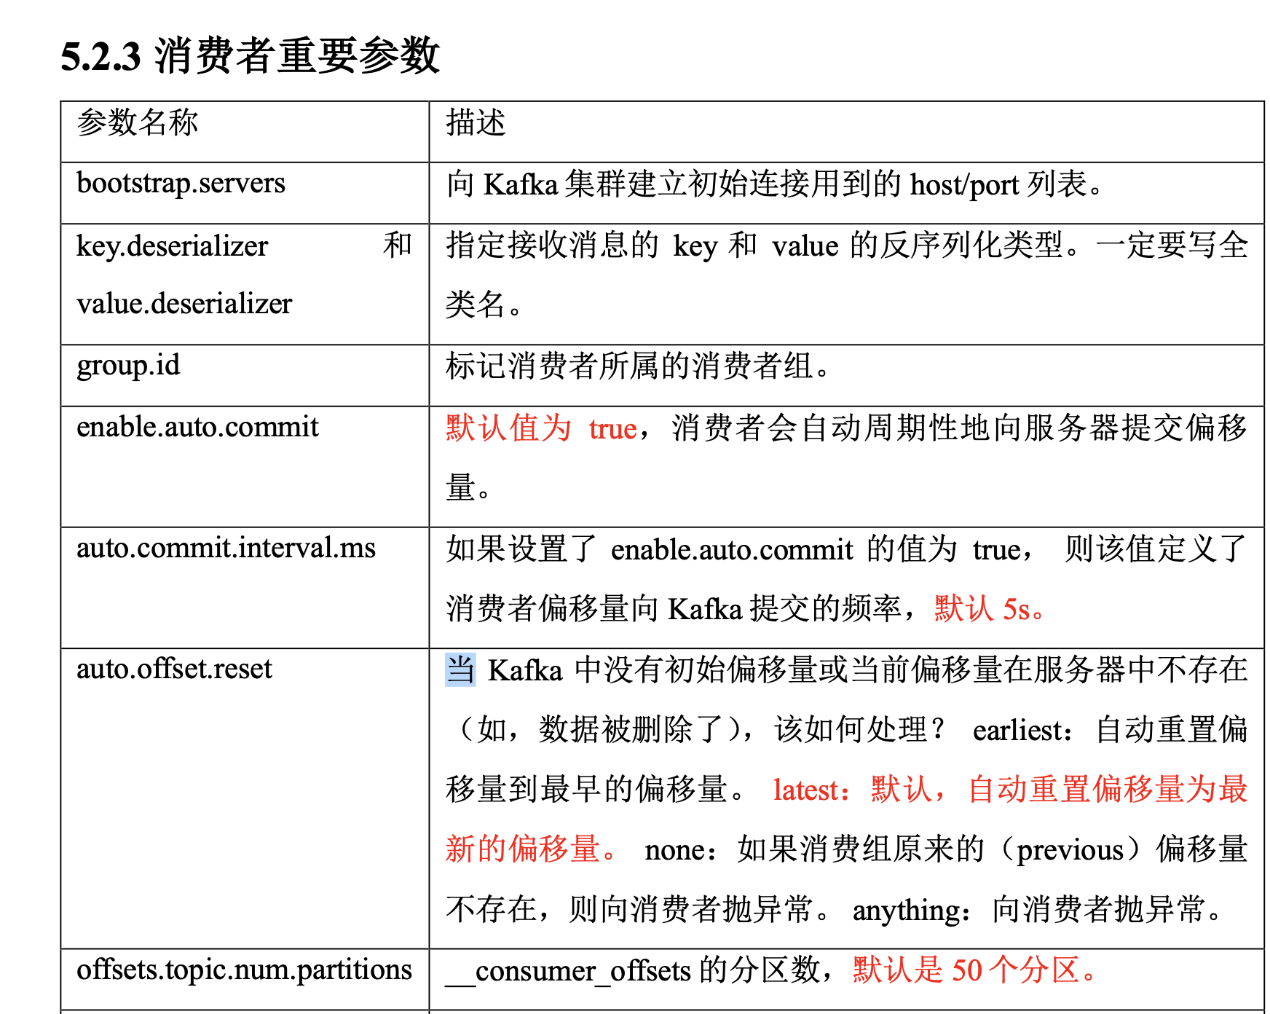 5.2.3 消费者重要参数
参数名称 描述
bootstrap.servers 向 Kafka 集群建立初始连接用到的 host/port 列表。
key.deserializer 和
value.deserializer
指定接收消息的 key 和 value 的反序列化类型。一定要写全
类名。
group.id 标记消费者所属的消费者组。
enable.auto.commit
默认值为 true，消费者会自动周期性地向服务器提交偏移
量。
auto.commit.interval.ms
如果设置了 enable.auto.commit 的值为 true， 则该值定义了
消费者偏移量向 Kafka 提交的频率，默认 5s。
auto.offset.reset
当 Kafka 中没有初始偏移量或当前偏移量在服务器中不存在
（如，数据被删除了），该如何处理？ earliest：自动重置偏
移量到最早的偏移量。 latest：默认，自动重置偏移量为最
新的偏移量。 none：如果消费组原来的（previous）偏移量
不存在，则向消费者抛异常。 anything：向消费者抛异常。
offsets.topic.num.partitions __consumer_offsets 的分区数，默认是 50 个分区。